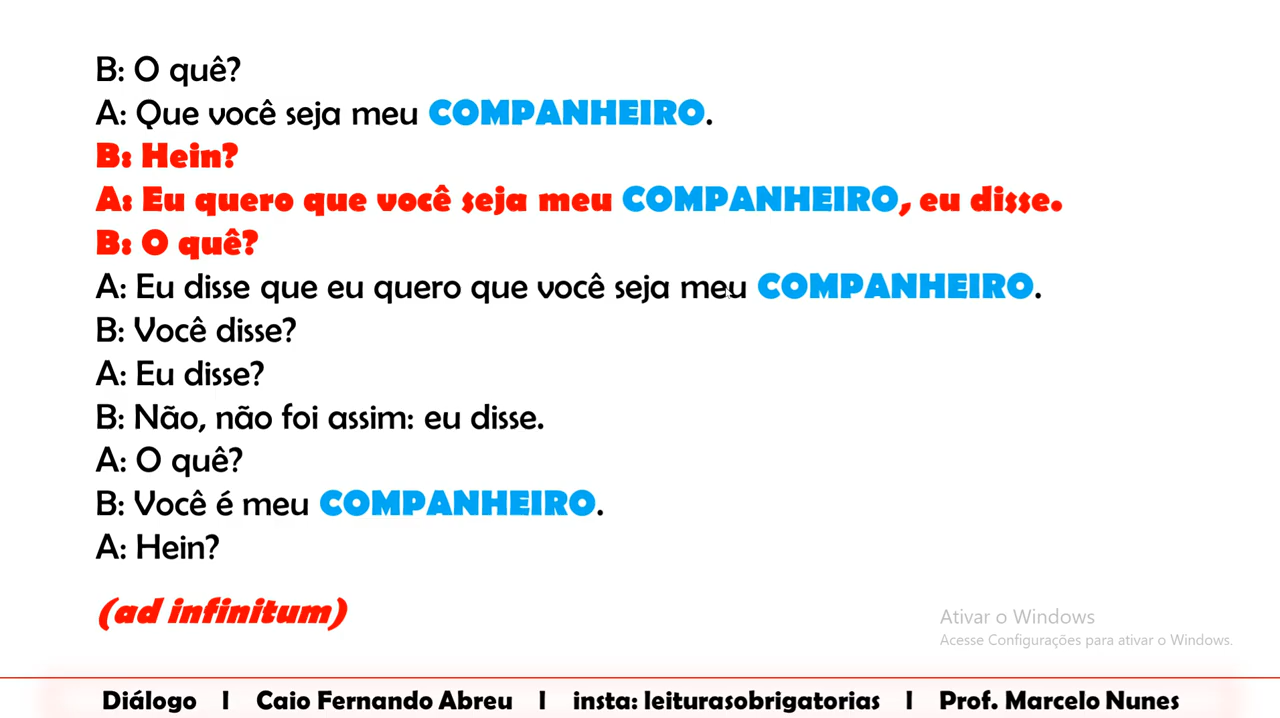 B: O quê?
A: Que você seja meu COMPANHEIRO.
B: Hein?
A: Eu quero que você seja meu COMPANHEIRO, eu disse.
B: O quê?
A: Eu disse que eu quero que você seja meu COMPANHEIRO.
B: Você disse?
A: Eu disse?
B: Não, não foi assim: eu disse.
A: O quê?
B: Você é meu COMPANHEIRO.
A: Hein?
(ad infinitum)
Ativar o Windows
Acesse Configurações para ativar o Windows.
Diálogo I Caio Fernando Abreu I insta: leiturasobrigatorias I Prof. Marcelo Nunes